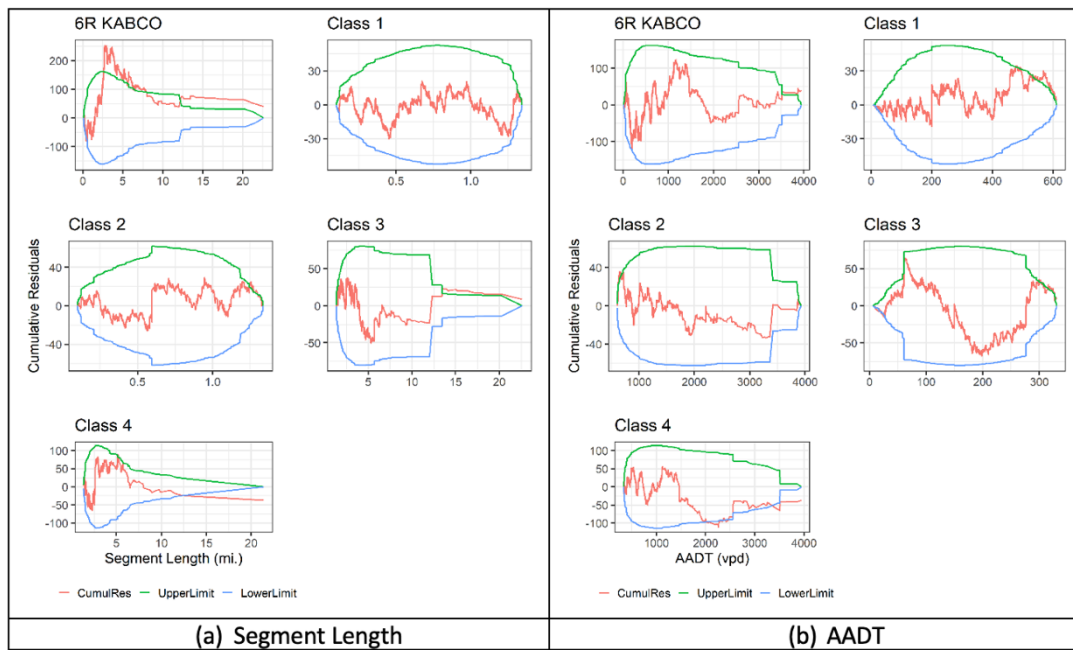 6R KABCO
200
100
0
-100
0 5 10 15 20
Class 1
30
0
-30
0.5 1.0
Class 2
40
0
-40
0.5 1.0
Class 3
50
0
-50
5 10 15 20
Class 4
100
50
0
-50
-100
5 10 15 20
Segment Length (mi.)
Cumulative Residuals
CumulRes UpperLimit LowerLimit
(a) Segment Length
6R KABCO
100
0
-100
0 1000 2000 3000 4000
Class 1
30
0
-30
0 200 400 600
Class 2
40
0
-40
1000 2000 3000 4000
Class 3
50
0
-50
0 100 200 300
Class 4
100
50
0
-50
-100
1000 2000 3000 4000
AADT (vpd)
Cumulative Residuals
CumulRes UpperLimit LowerLimit
(b) AADT